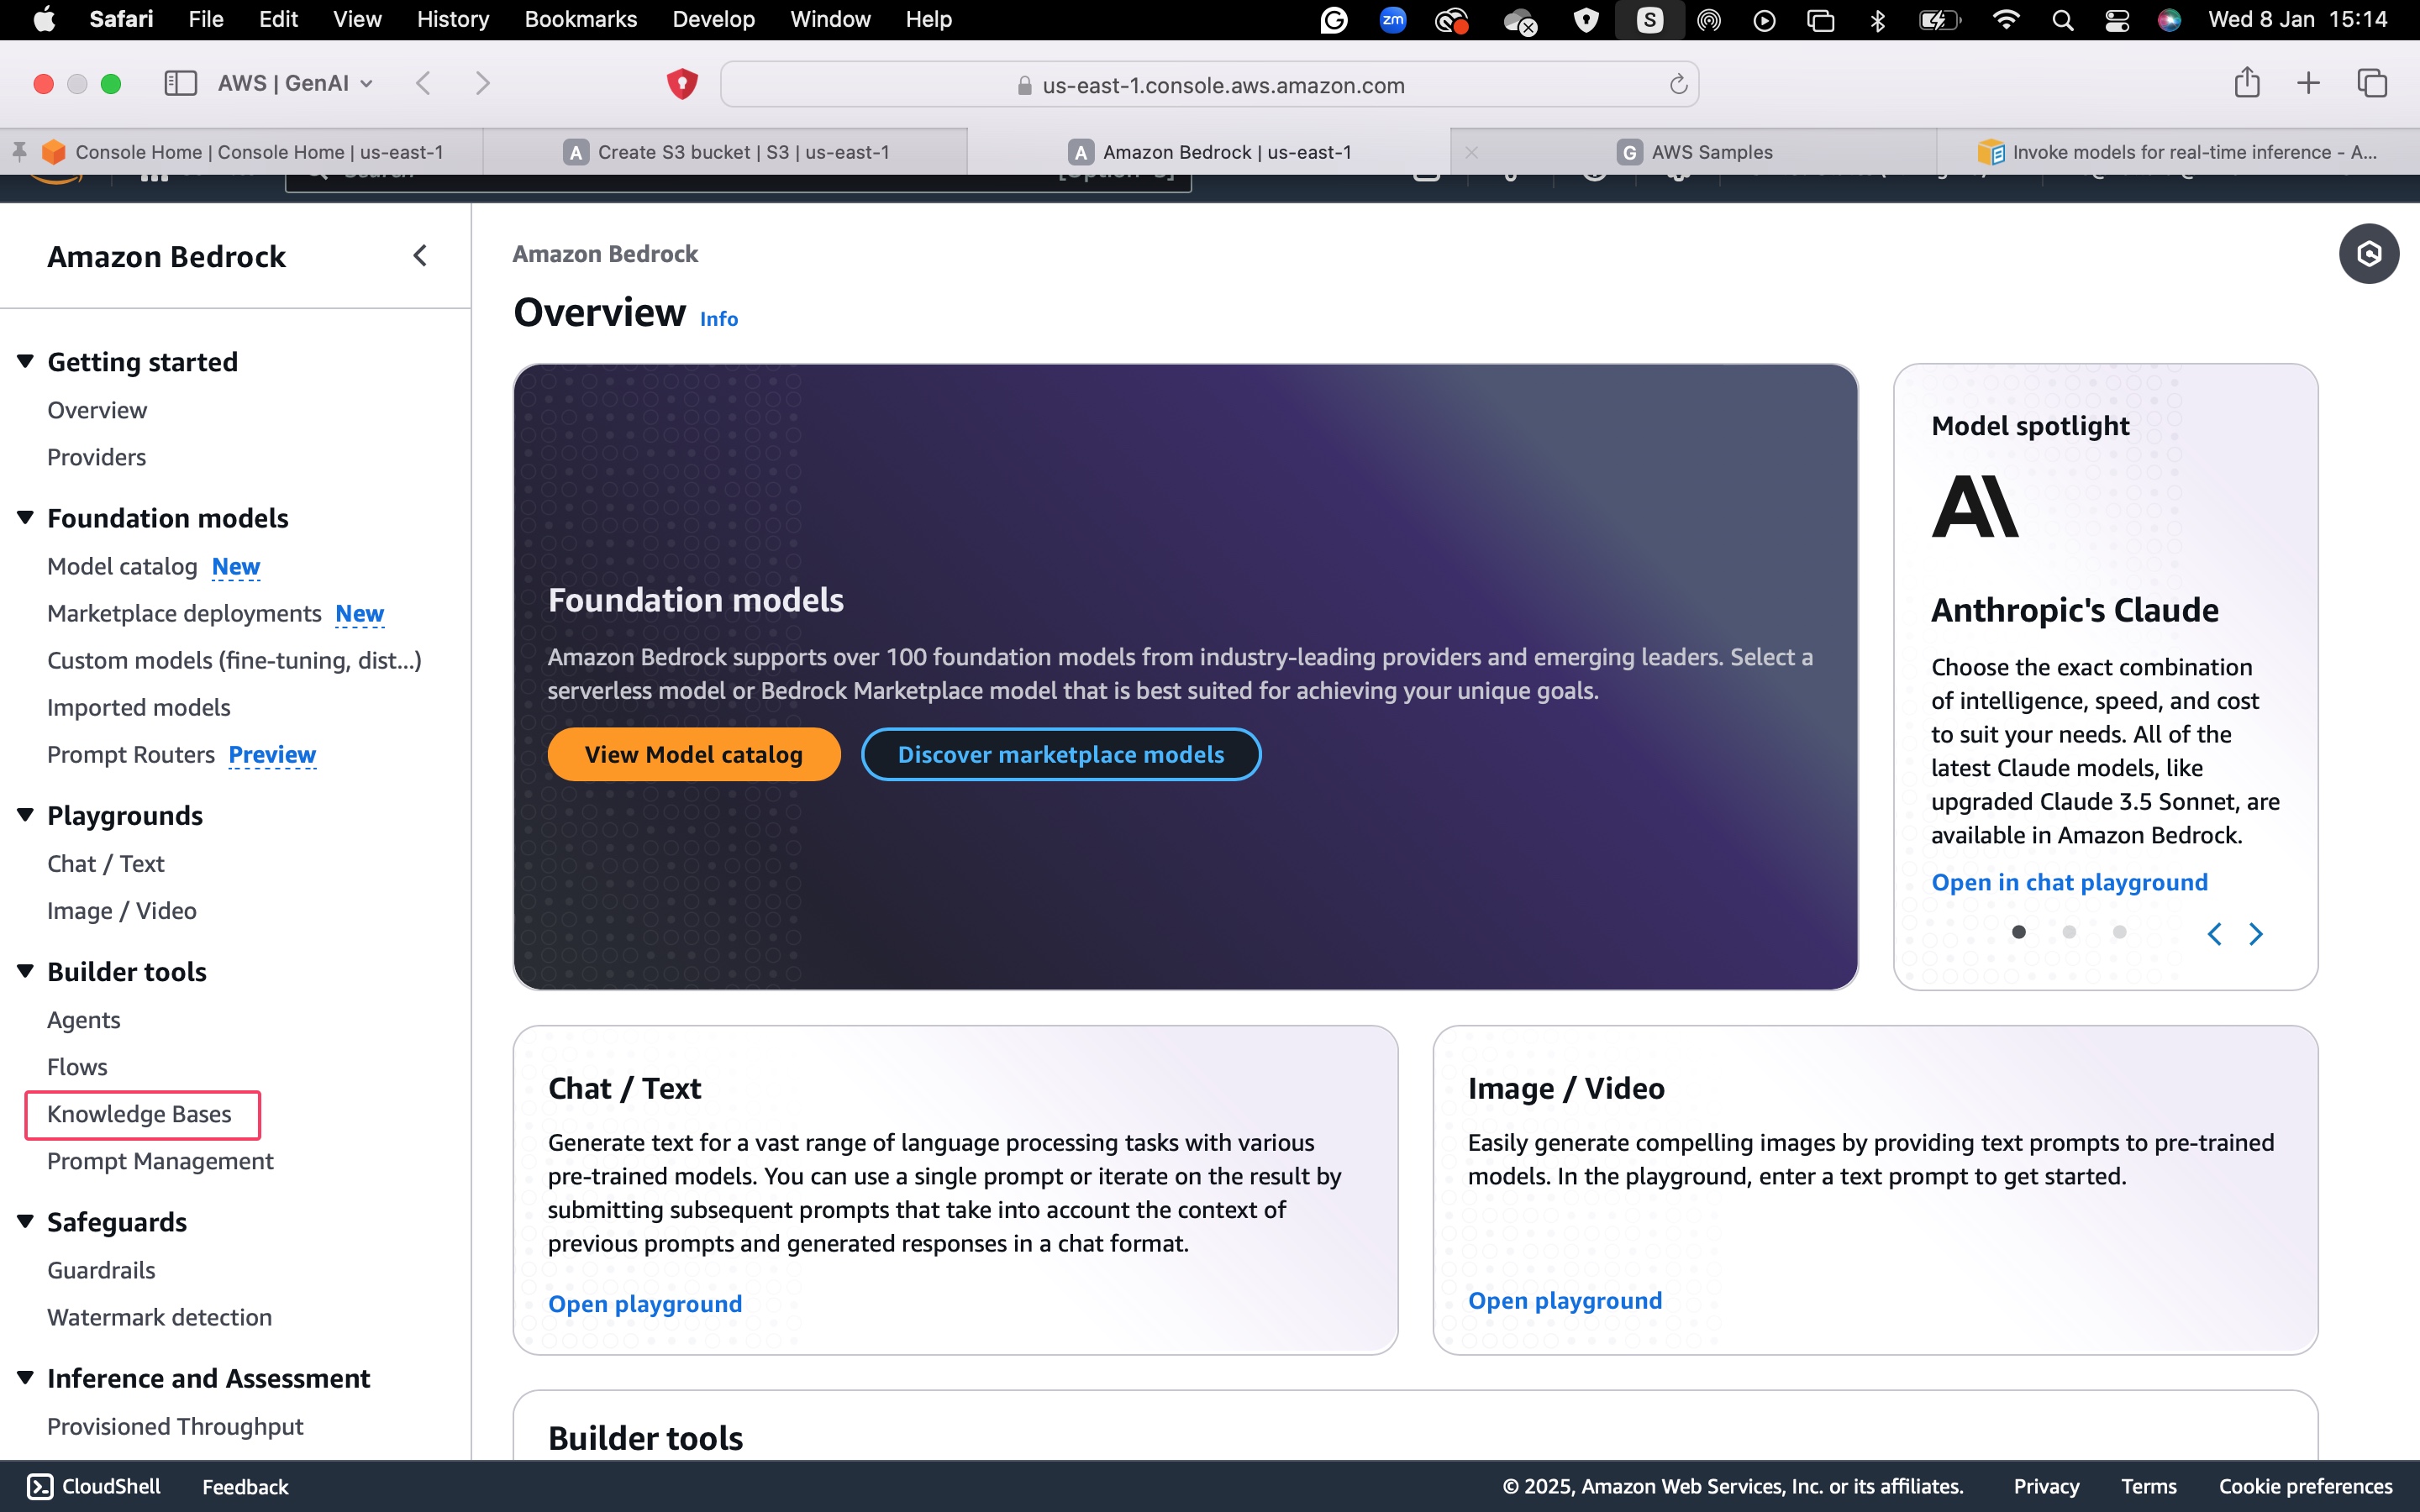 Safari File Edit View History Bookmarks Develop Window Help
zm S Wed 8 Jan 15:14
AWS | GenAI
us-east-1.console.aws.amazon.com
Console Home | Console Home | us-east-1
A Create S3 bucket | S3 | us-east-1
A Amazon Bedrock | us-east-1
G AWS Samples
Invoke models for real-time inference - A...
Amazon Bedrock
Getting started
Overview
Providers
Foundation models
Model catalog New
Marketplace deployments New
Custom models (fine-tuning, dist...)
Imported models
Prompt Routers Preview
Playgrounds
Chat / Text
Image / Video
Builder tools
Agents
Flows
Knowledge Bases
Prompt Management
Safeguards
Guardrails
Watermark detection
Inference and Assessment
Provisioned Throughput
Amazon Bedrock
Overview Info
Foundation models
Amazon Bedrock supports over 100 foundation models from industry-leading providers and emerging leaders. Select a
serverless model or Bedrock Marketplace model that is best suited for achieving your unique goals.
View Model catalog
Discover marketplace models
Model spotlight
Anthropic's Claude
Choose the exact combination
of intelligence, speed, and cost
to suit your needs. All of the
latest Claude models, like
upgraded Claude 3.5 Sonnet, are
available in Amazon Bedrock.
Open in chat playground
Chat / Text
Generate text for a vast range of language processing tasks with various
pre-trained models. You can use a single prompt or iterate on the result by
submitting subsequent prompts that take into account the context of
previous prompts and generated responses in a chat format.
Open playground
Image / Video
Easily generate compelling images by providing text prompts to pre-trained
models. In the playground, enter a text prompt to get started.
Open playground
Builder tools
CloudShell Feedback
© 2025, Amazon Web Services, Inc. or its affiliates. Privacy Terms Cookie preferences